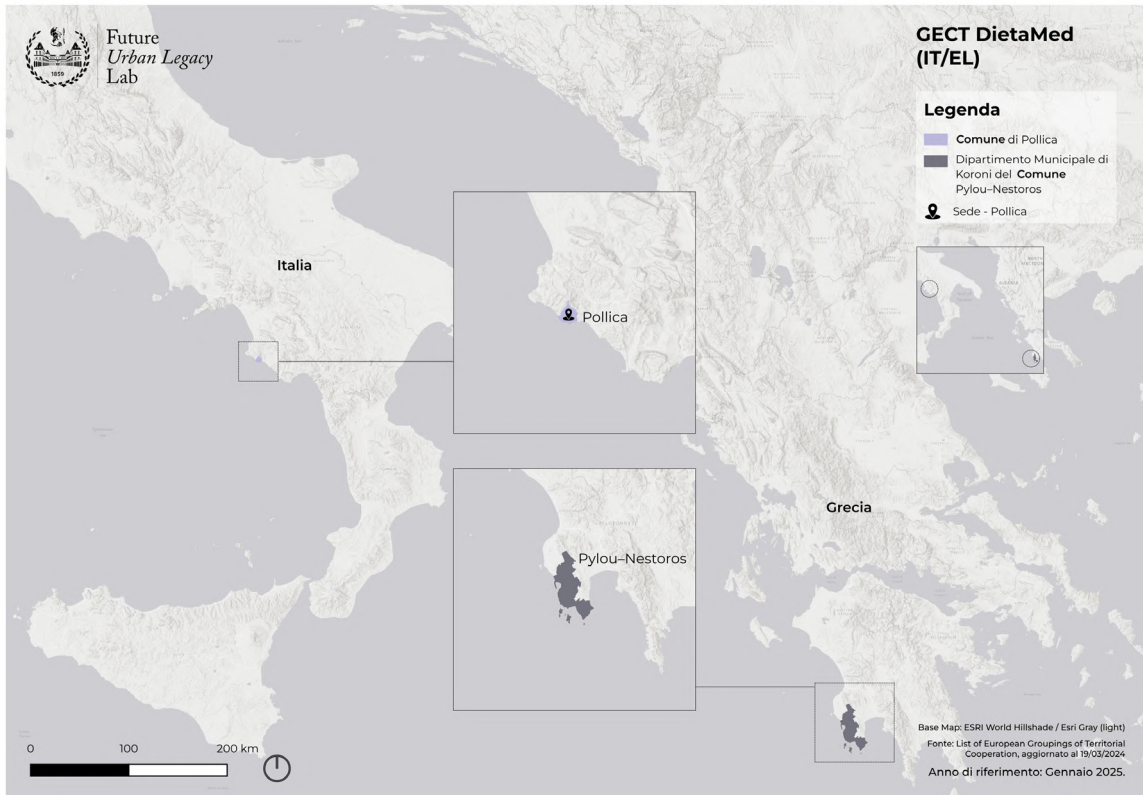 Future
Urban Legacy
Lab
1859
GECT DietaMed
(IT/EL)
Legenda
Comune di Pollica
Dipartimento Municipale di
Koroni del Comune
Pylou–Nestoros
Sede - Pollica
Italia
Pollica
Pylou–Nestoros
Grecia
0 100 200 km
Base Map: ESRI World Hillshade / Esri Gray (light)
Fonte: List of European Groupings of Territorial
Cooperation, aggiornato al 19/03/2024
Anno di riferimento: Gennaio 2025.